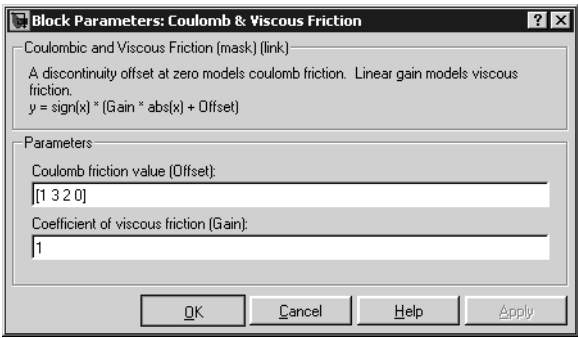 Block Parameters: Coulomb & Viscous Friction
Coulombic and Viscous Friction (mask) (link)
A discontinuity offset at zero models coulomb friction.  Linear gain models viscous
friction.
y = sign(x) * (Gain * abs(x) + Offset)
Parameters
Coulomb friction value (Offset):
[1 3 2 0]
Coefficient of viscous friction (Gain):
1
OK Cancel Help Apply